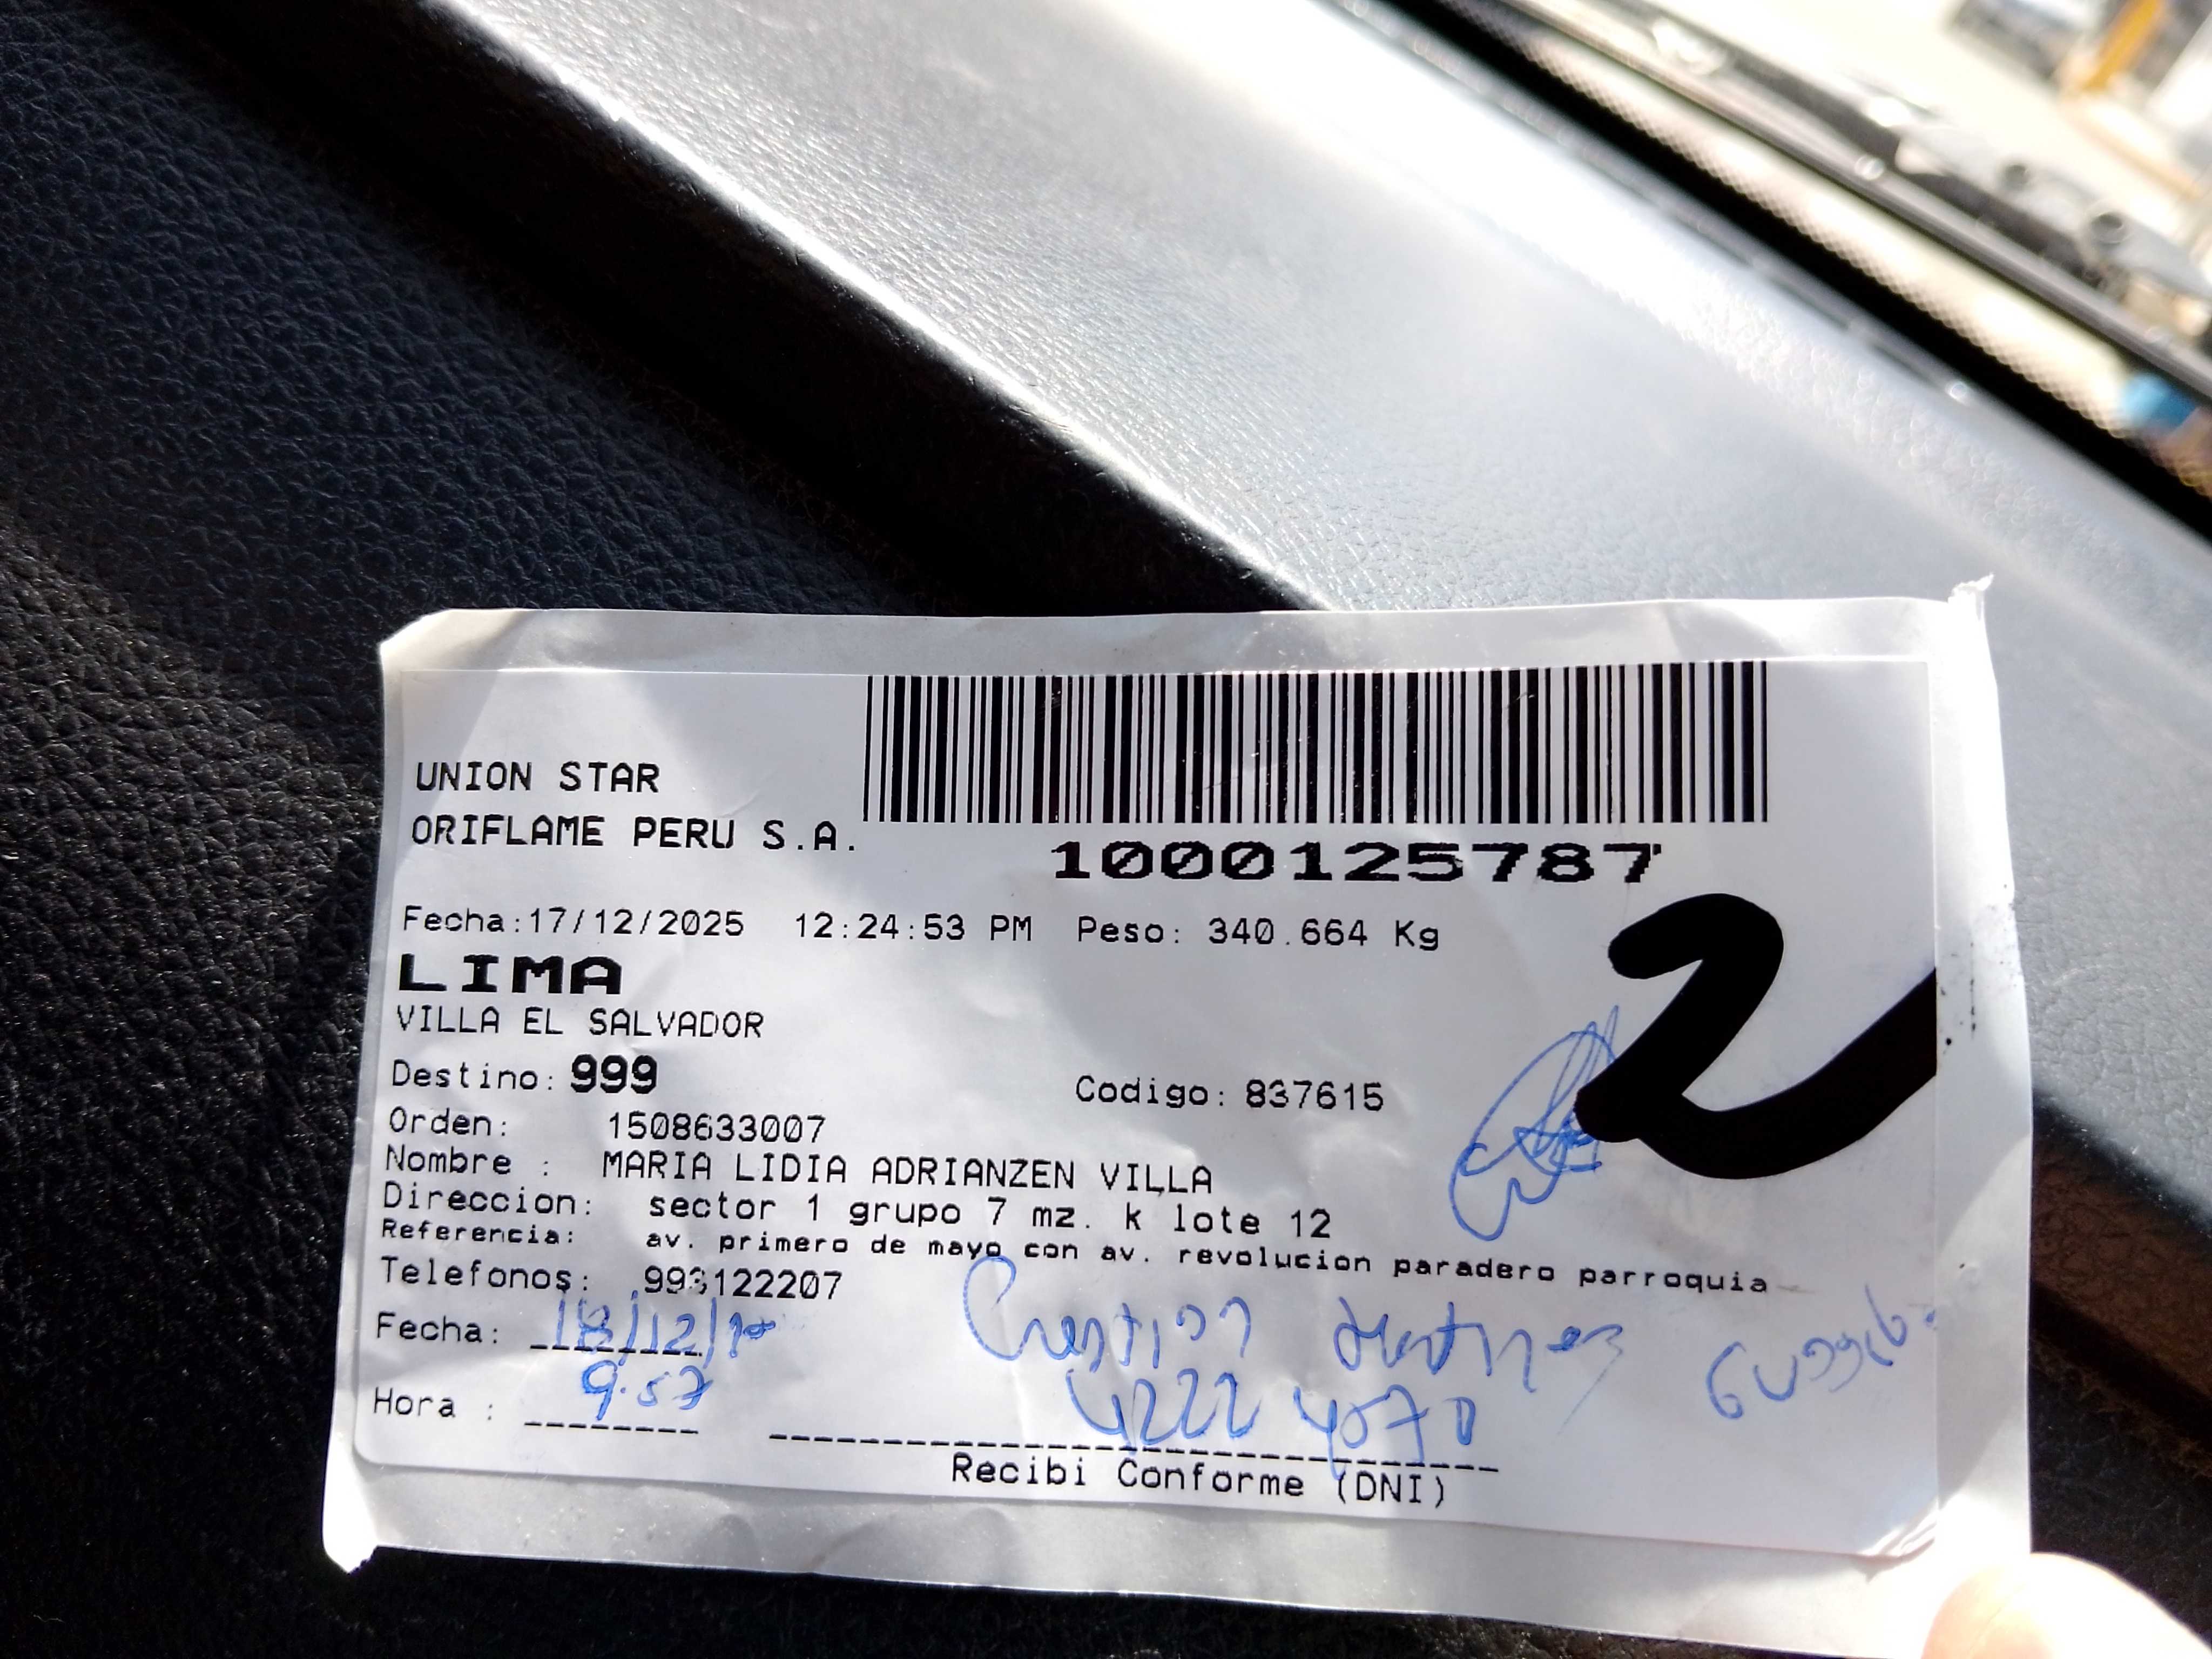 UNION STAR
ORIFLAME PERU S.A.
1000125787
Fecha:17/12/2025 12:24:53 PM Peso: 340.664 Kg
2
LIMA
VILLA EL SALVADOR
Destino: 999
Codigo: 837615
Orden: 1508633007
Nombre : MARIA LIDIA ADRIANZEN VILLA
Direccion: sector 1 grupo 7 mz. k lote 12
Referencia: av. primero de mayo con av. revolucion paradero parroquia
Telefonos: 993122207
Fecha: 18/12/
Hora : 9.57
4222 4070
Recibi Conforme (DNI)